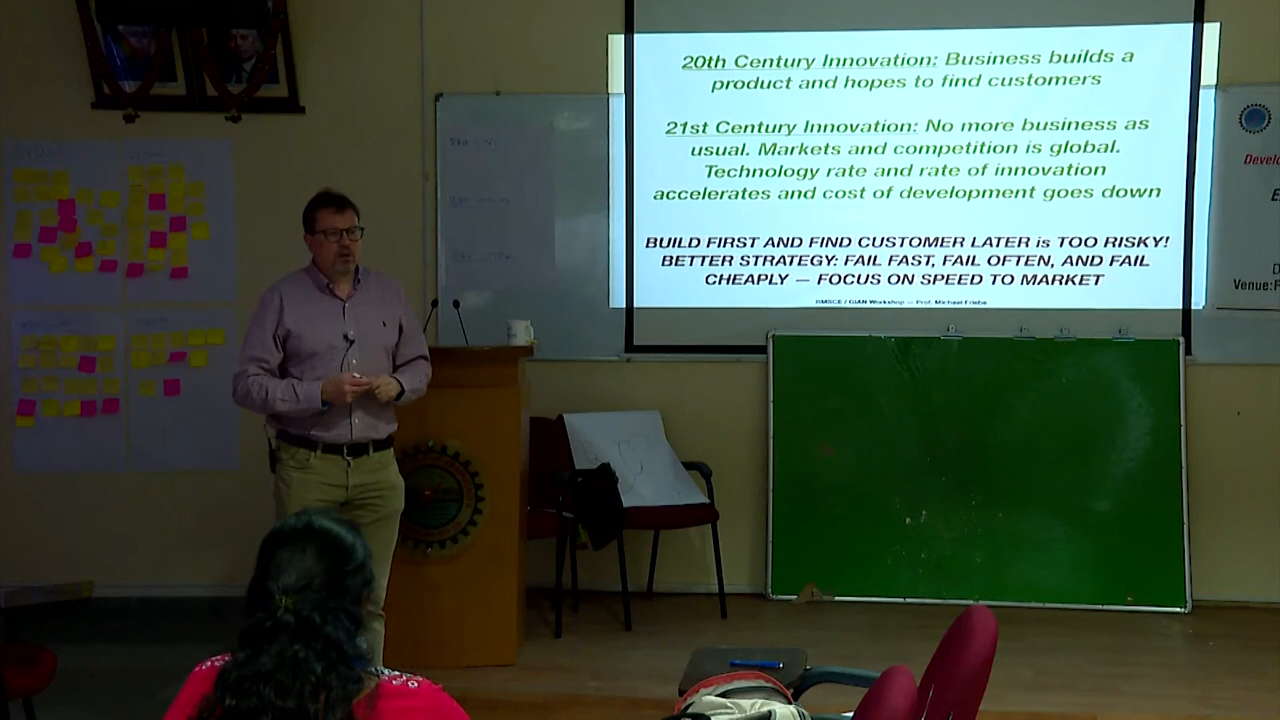 20th Century Innovation: Business builds a
product and hopes to find customers
21st Century Innovation: No more business as
usual. Markets and competition is global.
Technology rate and rate of innovation
accelerates and cost of development goes down
BUILD FIRST AND FIND CUSTOMER LATER is TOO RISKY!
BETTER STRATEGY: FAIL FAST, FAIL OFTEN, AND FAIL
CHEAPLY — FOCUS ON SPEED TO MARKET
BMSCE / GIAN Workshop — Prof. Michael Friebe
Develo
E
D
Venue:F